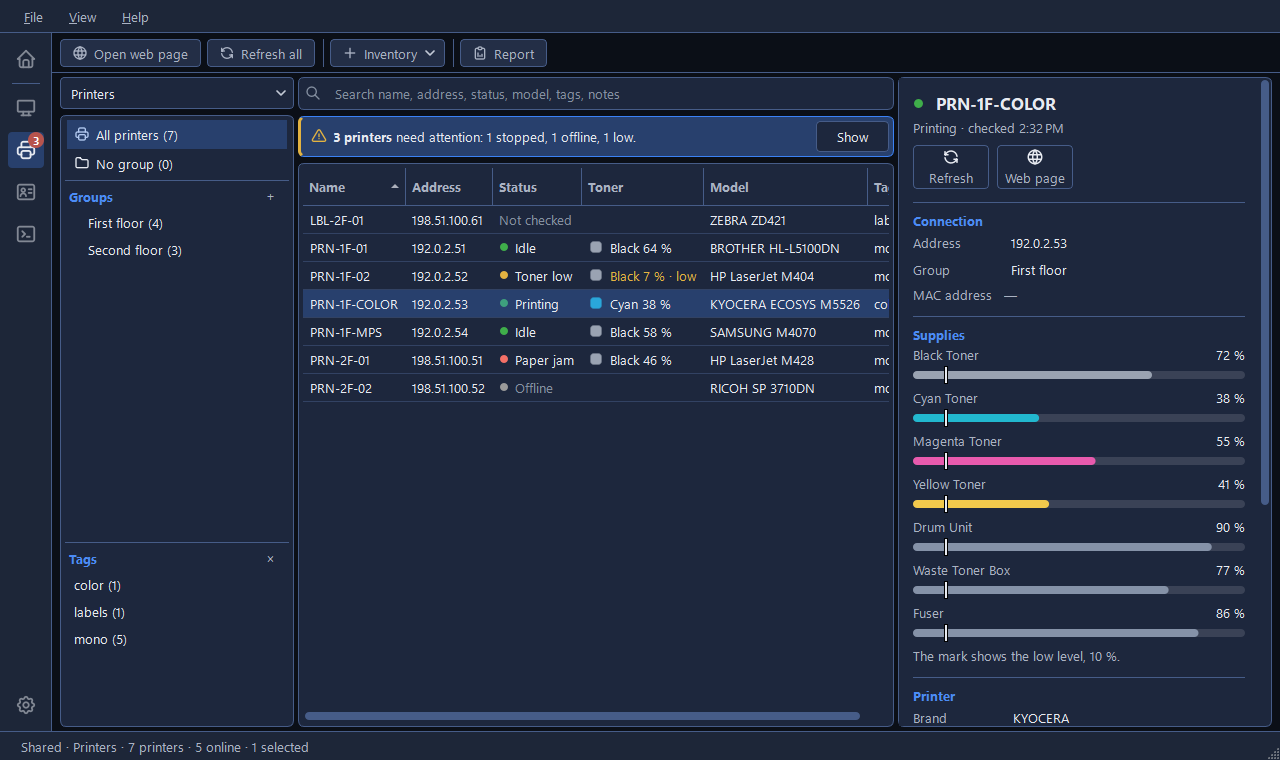 File View Help
Open web page Refresh all Inventory Report
Printers
Search name, address, status, model, tags, notes
3
All printers (7)
No group (0)
Groups +
First floor (4)
Second floor (3)
Tags ×
color (1)
labels (1)
mono (5)
3 printers need attention: 1 stopped, 1 offline, 1 low. Show
Name Address Status Toner Model Ta
LBL-2F-01 198.51.100.61 Not checked ZEBRA ZD421 lab
PRN-1F-01 192.0.2.51 Idle Black 64 % BROTHER HL-L5100DN mo
PRN-1F-02 192.0.2.52 Toner low Black 7 % · low HP LaserJet M404 mo
PRN-1F-COLOR 192.0.2.53 Printing Cyan 38 % KYOCERA ECOSYS M5526 co
PRN-1F-MPS 192.0.2.54 Idle Black 58 % SAMSUNG M4070 mo
PRN-2F-01 198.51.100.51 Paper jam Black 46 % HP LaserJet M428 mo
PRN-2F-02 198.51.100.52 Offline RICOH SP 3710DN mo
PRN-1F-COLOR
Printing · checked 2:32 PM
Refresh Web page
Connection
Address 192.0.2.53
Group First floor
MAC address —
Supplies
Black Toner 72 %
Cyan Toner 38 %
Magenta Toner 55 %
Yellow Toner 41 %
Drum Unit 90 %
Waste Toner Box 77 %
Fuser 86 %
The mark shows the low level, 10 %.
Printer
Brand KYOCERA
Shared · Printers · 7 printers · 5 online · 1 selected